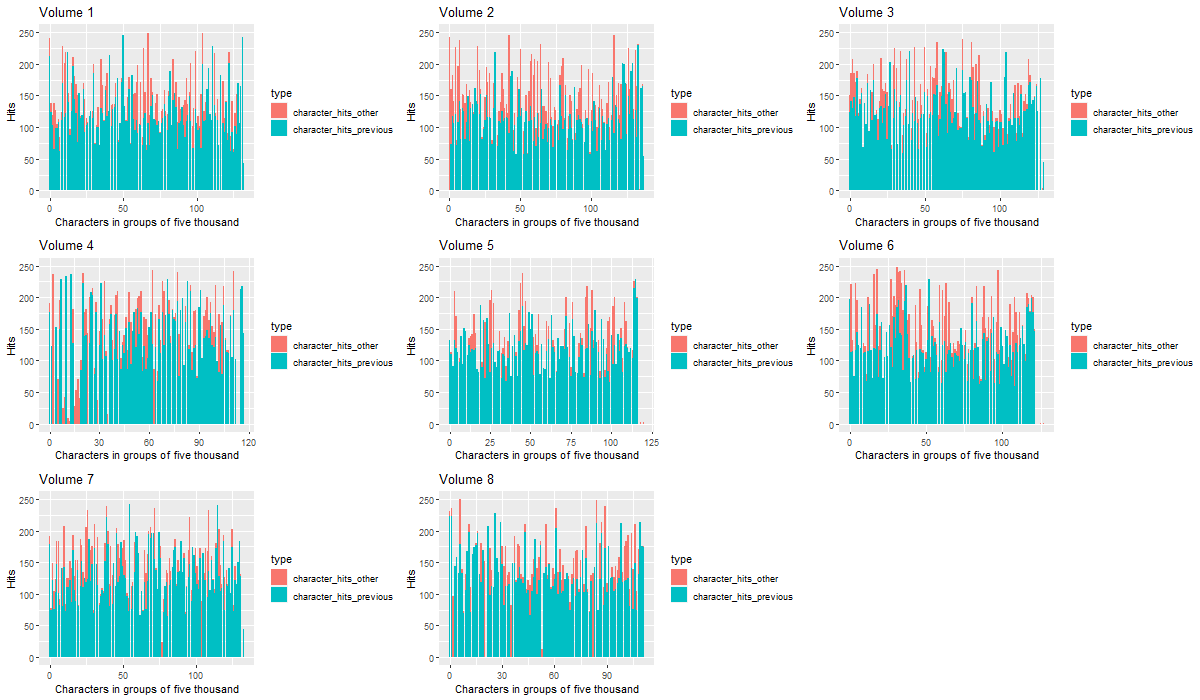 Volume 1
250
200
150
100
50
0
Hits
0 50 100
Characters in groups of five thousand
type
character_hits_other
character_hits_previous
Volume 2
250
200
150
100
50
0
Hits
0 50 100
Characters in groups of five thousand
type
character_hits_other
character_hits_previous
Volume 3
250
200
150
100
50
0
Hits
0 50 100
Characters in groups of five thousand
type
character_hits_other
character_hits_previous
Volume 4
250
200
150
100
50
0
Hits
0 30 60 90 120
Characters in groups of five thousand
type
character_hits_other
character_hits_previous
Volume 5
250
200
150
100
50
0
Hits
0 25 50 75 100 125
Characters in groups of five thousand
type
character_hits_other
character_hits_previous
Volume 6
250
200
150
100
50
0
Hits
0 50 100
Characters in groups of five thousand
type
character_hits_other
character_hits_previous
Volume 7
250
200
150
100
50
0
Hits
0 50 100
Characters in groups of five thousand
type
character_hits_other
character_hits_previous
Volume 8
250
200
150
100
50
0
Hits
0 30 60 90
Characters in groups of five thousand
type
character_hits_other
character_hits_previous